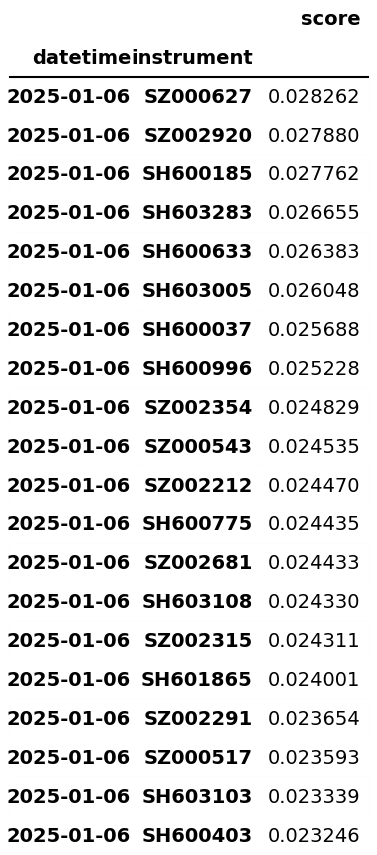 score
datetime instrument
2025-01-06 SZ000627 0.028262
2025-01-06 SZ002920 0.027880
2025-01-06 SH600185 0.027762
2025-01-06 SH603283 0.026655
2025-01-06 SH600633 0.026383
2025-01-06 SH603005 0.026048
2025-01-06 SH600037 0.025688
2025-01-06 SH600996 0.025228
2025-01-06 SZ002354 0.024829
2025-01-06 SZ000543 0.024535
2025-01-06 SZ002212 0.024470
2025-01-06 SH600775 0.024435
2025-01-06 SZ002681 0.024433
2025-01-06 SH603108 0.024330
2025-01-06 SZ002315 0.024311
2025-01-06 SH601865 0.024001
2025-01-06 SZ002291 0.023654
2025-01-06 SZ000517 0.023593
2025-01-06 SH603103 0.023339
2025-01-06 SH600403 0.023246